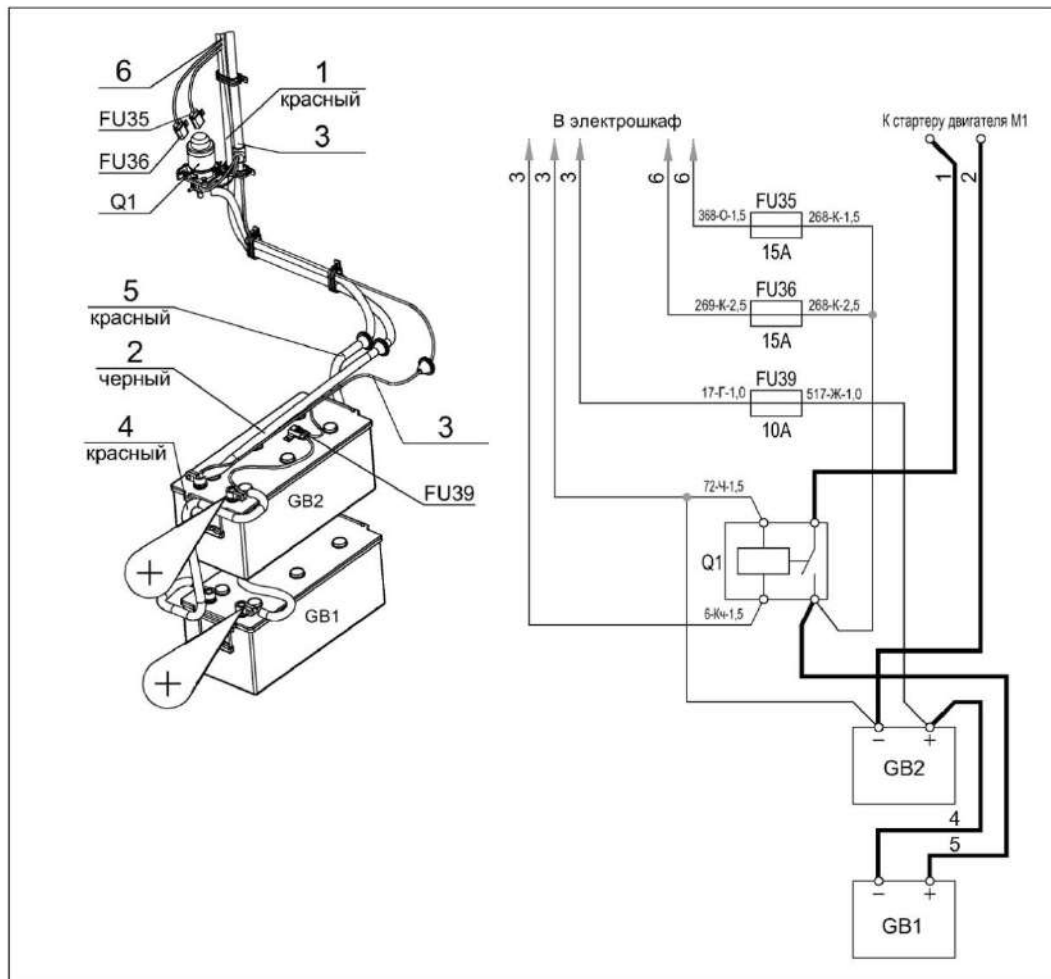 6
1
красный
FU35
3
FU36
Q1
5
красный
2
черный
4
красный
3
FU39
GB2
+
GB1
+
В электрошкаф
К стартеру двигателя М1
3
3
3
6
6
1
2
FU35
368-О-1,5
268-К-1,5
15А
FU36
269-К-2,5
268-К-2,5
15А
FU39
17-Г-1,0
517-Ж-1,0
10А
72-Ч-1,5
Q1
6-Кч-1,5
− +
GB2
4
5
− +
GB1